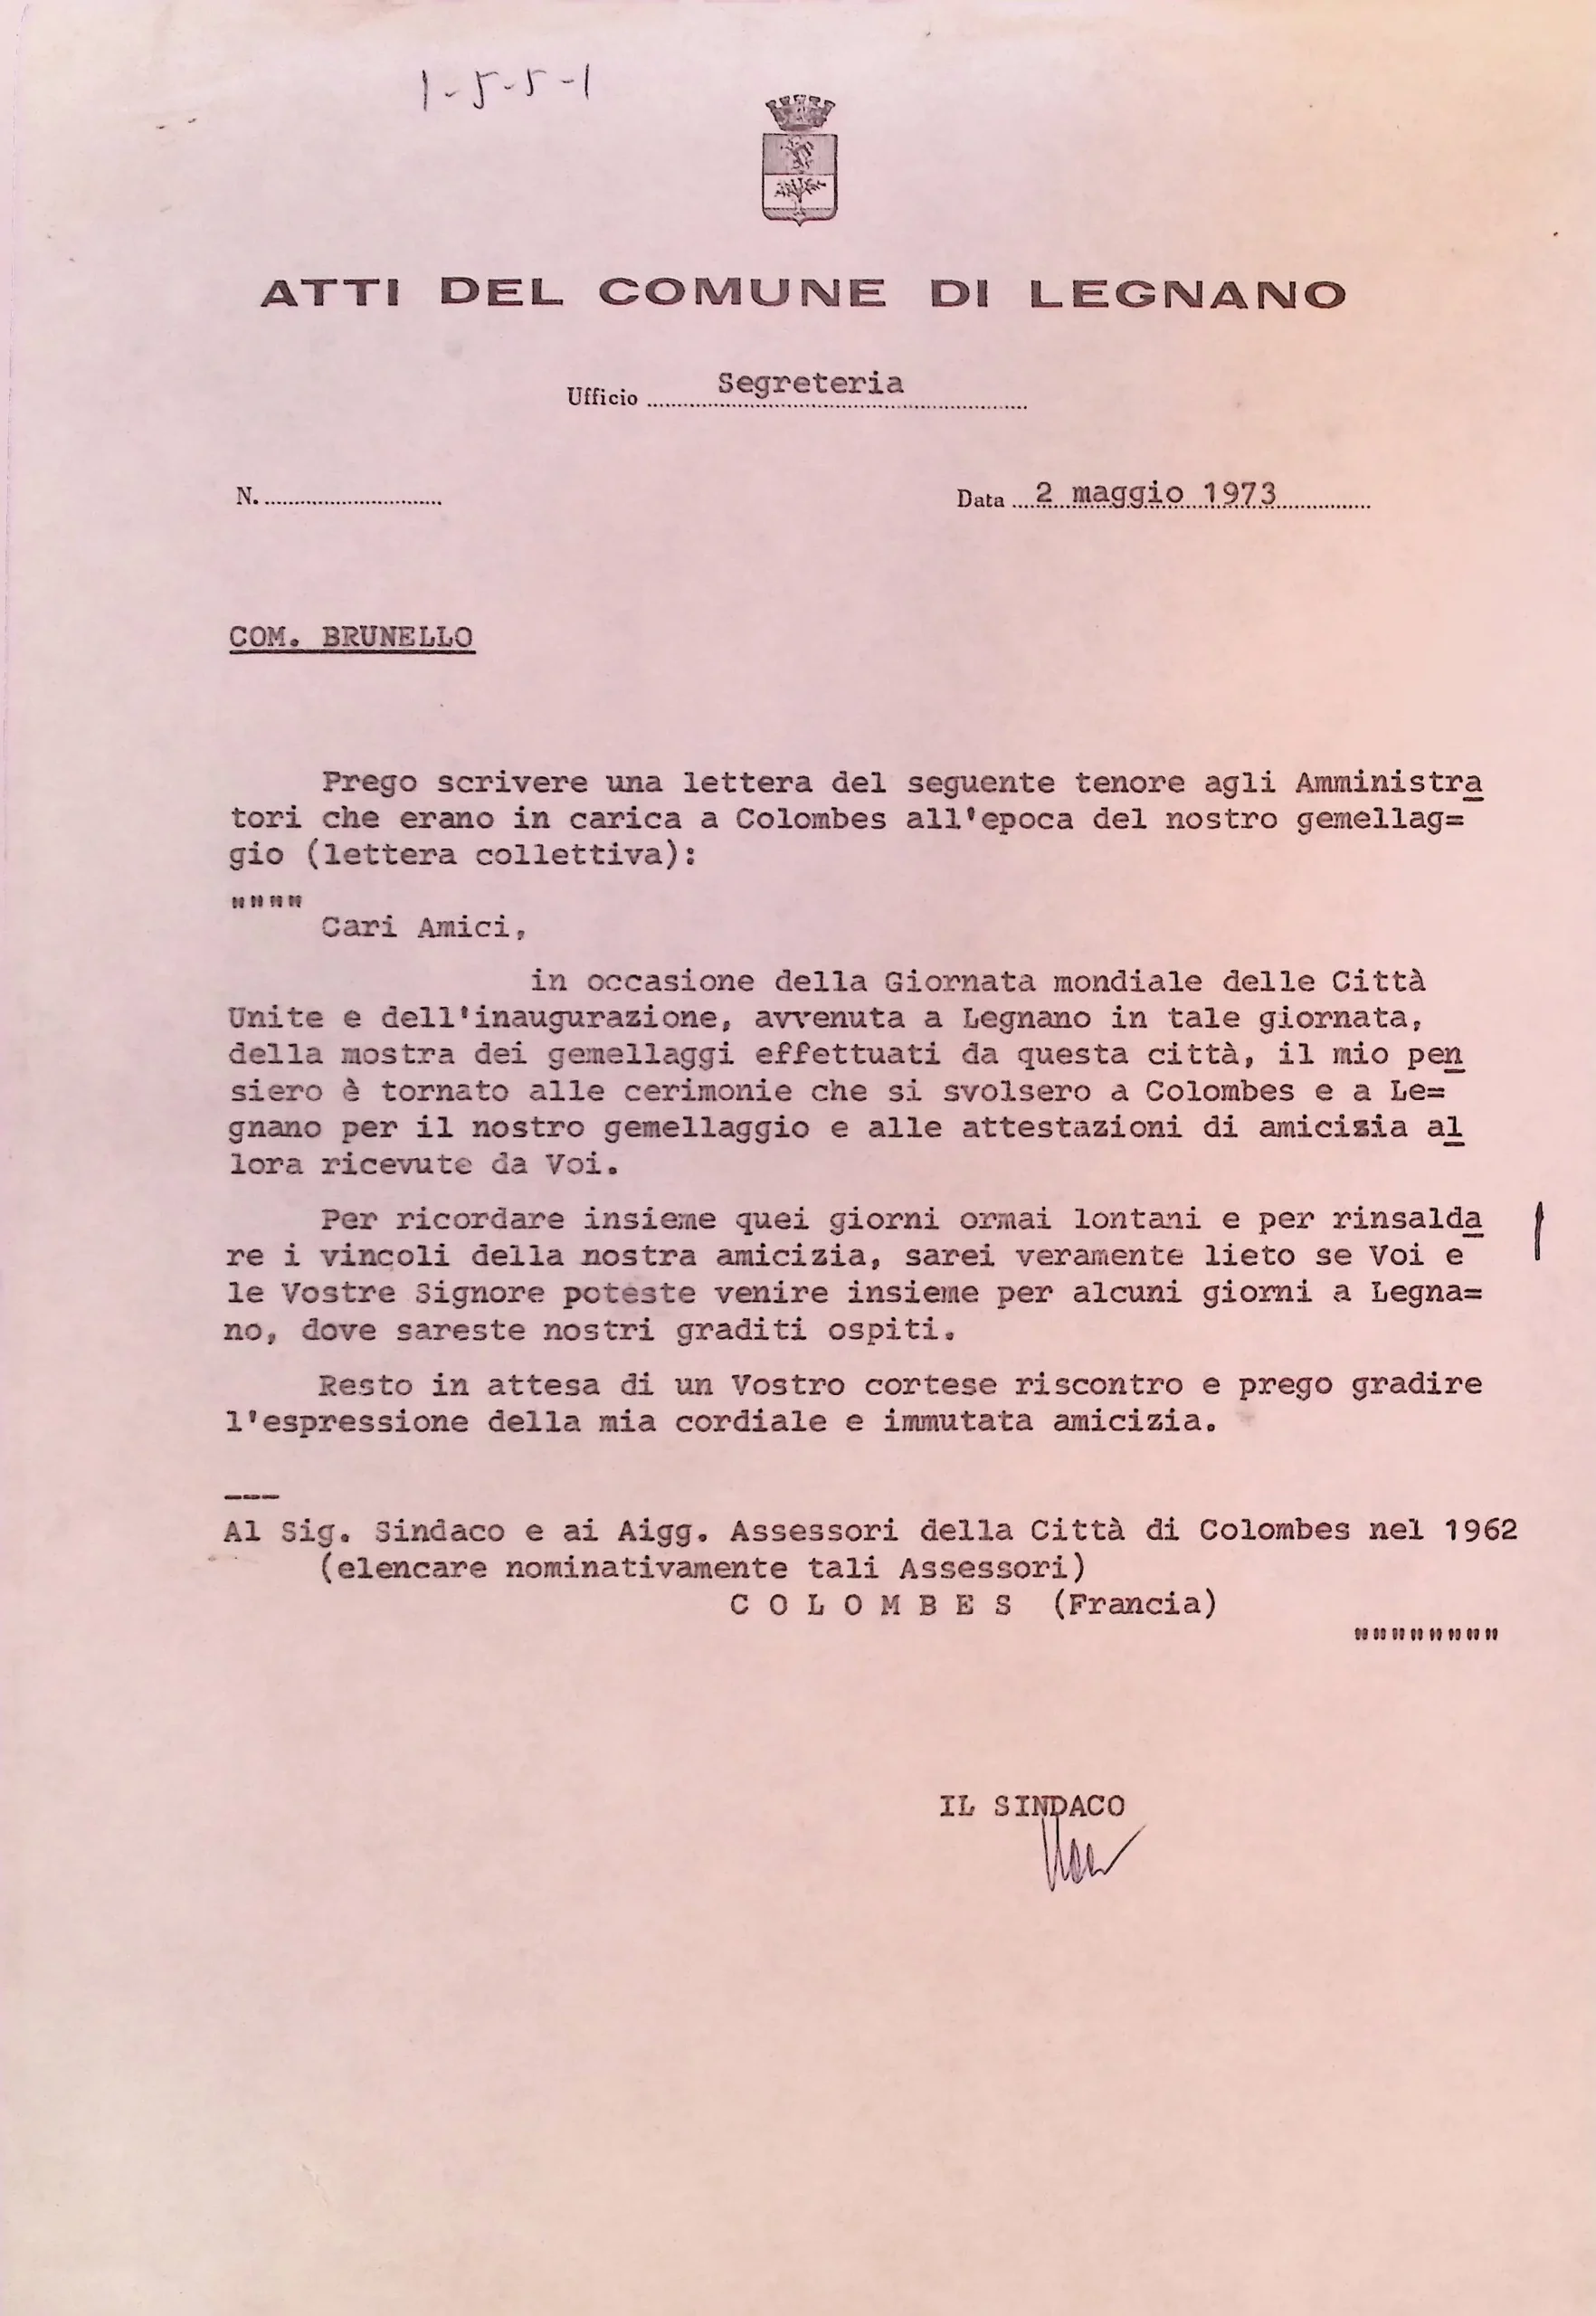 1-5-5-1
ATTI DEL COMUNE DI LEGNANO
Ufficio Segreteria
N.
Data 2 maggio 1973
COM. BRUNELLO
Prego scrivere una lettera del seguente tenore agli Amministra
tori che erano in carica a Colombes all'epoca del nostro gemellag=
gio (lettera collettiva):
""""
Cari Amici,
in occasione della Giornata mondiale delle Città
Unite e dell'inaugurazione, avvenuta a Legnano in tale giornata,
della mostra dei gemellaggi effettuati da questa città, il mio pen
siero è tornato alle cerimonie che si svolsero a Colombes e a Le=
gnano per il nostro gemellaggio e alle attestazioni di amicizia al
lora ricevute da Voi.
Per ricordare insieme quei giorni ormai lontani e per rinsalda
re i vincoli della nostra amicizia, sarei veramente lieto se Voi e
le Vostre Signore poteste venire insieme per alcuni giorni a Legna=
no, dove sareste nostri graditi ospiti.
Resto in attesa di un Vostro cortese riscontro e prego gradire
l'espressione della mia cordiale e immutata amicizia.
---
Al Sig. Sindaco e ai Aigg. Assessori della Città di Colombes nel 1962
(elencare nominativamente tali Assessori)
C O L O M B E S (Francia)
""""""""
IL SINDACO